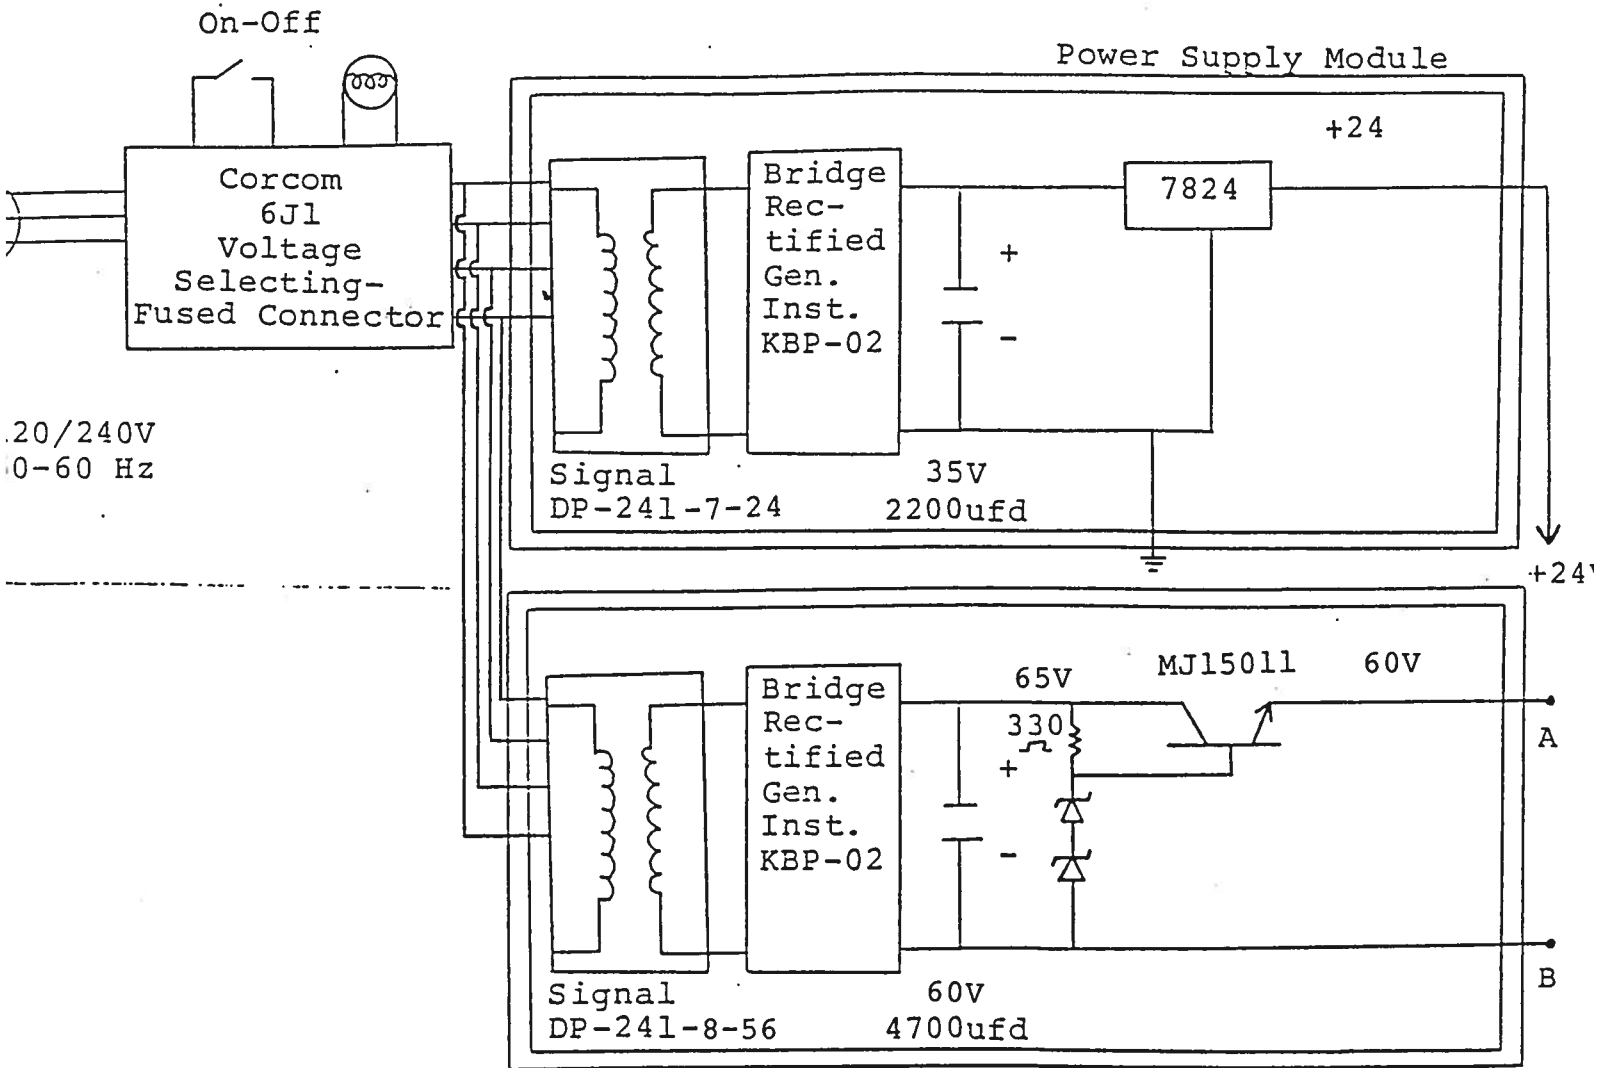 On-Off
Power Supply Module
Corcom
6J1
Voltage
Selecting-
Fused Connector
.20/240V
0-60 Hz
+24
Bridge
Rec-
tified
Gen.
Inst.
KBP-02
7824
+
-
Signal
DP-241-7-24
35V
2200ufd
+24V
65V
MJ15011
60V
330
Bridge
Rec-
tified
Gen.
Inst.
KBP-02
+
-
A
B
Signal
DP-241-8-56
60V
4700ufd